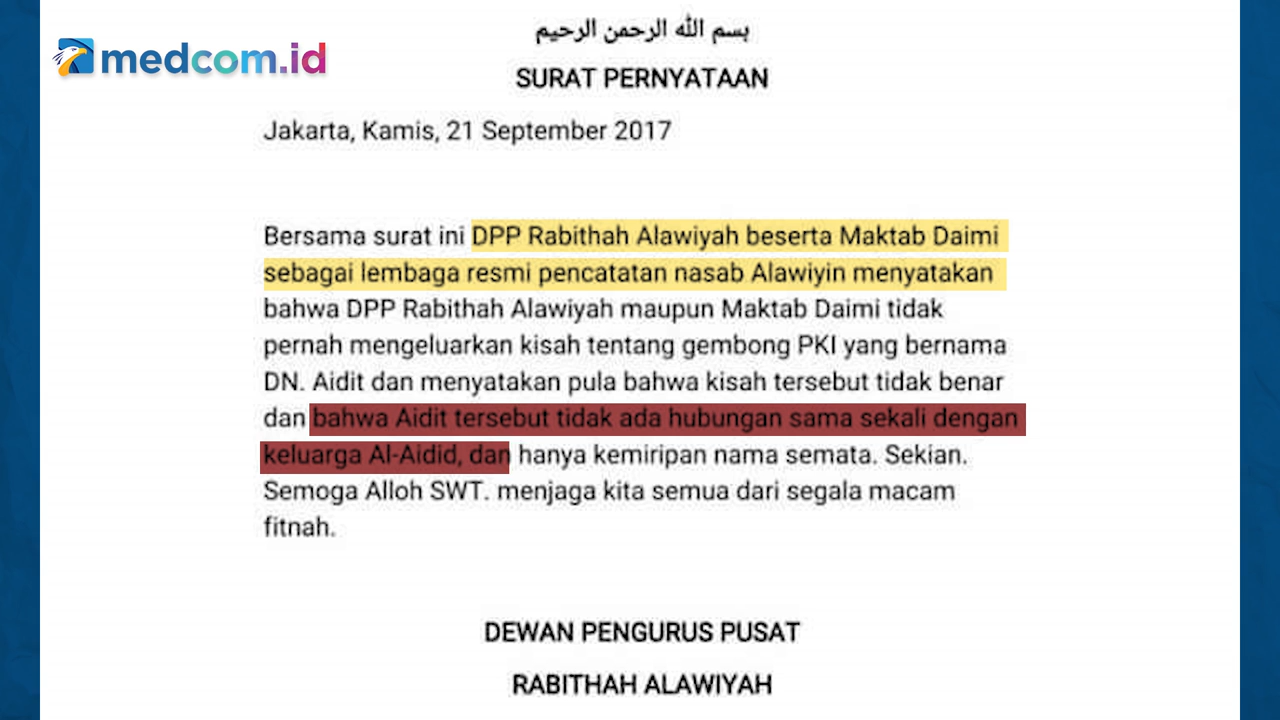 بسم الله الرحمن الرحيم
medcom.id
SURAT PERNYATAAN
Jakarta, Kamis, 21 September 2017
Bersama surat ini DPP Rabithah Alawiyah beserta Maktab Daimi
sebagai lembaga resmi pencatatan nasab Alawiyin menyatakan
bahwa DPP Rabithah Alawiyah maupun Maktab Daimi tidak
pernah mengeluarkan kisah tentang gembong PKI yang bernama
DN. Aidit dan menyatakan pula bahwa kisah tersebut tidak benar
dan bahwa Aidit tersebut tidak ada hubungan sama sekali dengan
keluarga Al-Aidid, dan hanya kemiripan nama semata. Sekian.
Semoga Alloh SWT. menjaga kita semua dari segala macam
fitnah.
DEWAN PENGURUS PUSAT
RABITHAH ALAWIYAH